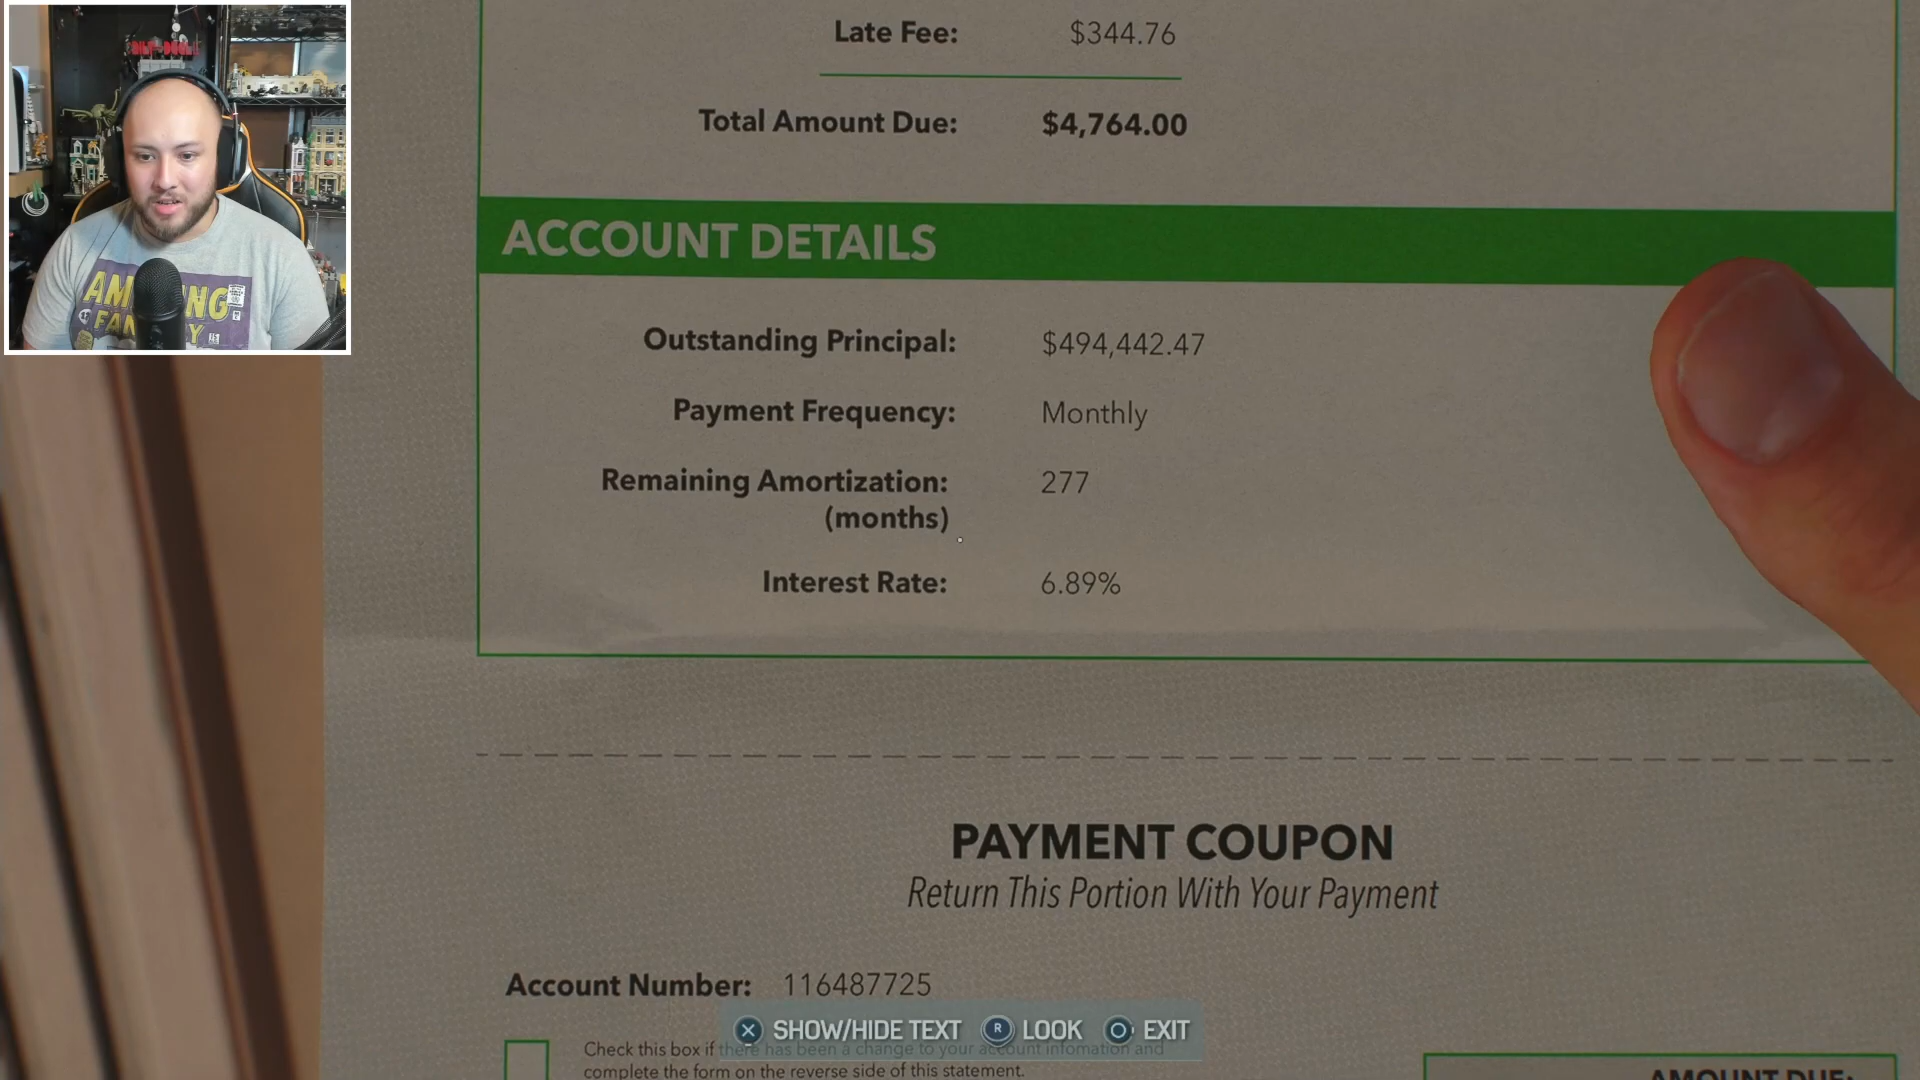 Late Fee: $344.76
Total Amount Due: $4,764.00
ACCOUNT DETAILS
Outstanding Principal: $494,442.47
Payment Frequency: Monthly
Remaining Amortization: 277
(months)
Interest Rate: 6.89%
PAYMENT COUPON
Return This Portion With Your Payment
Account Number: 116487725
SHOW/HIDE TEXT R LOOK EXIT
Check this box if there has been a change to your account infomation and
complete the form on the reverse side of this statement.
AMOUNT DUE: